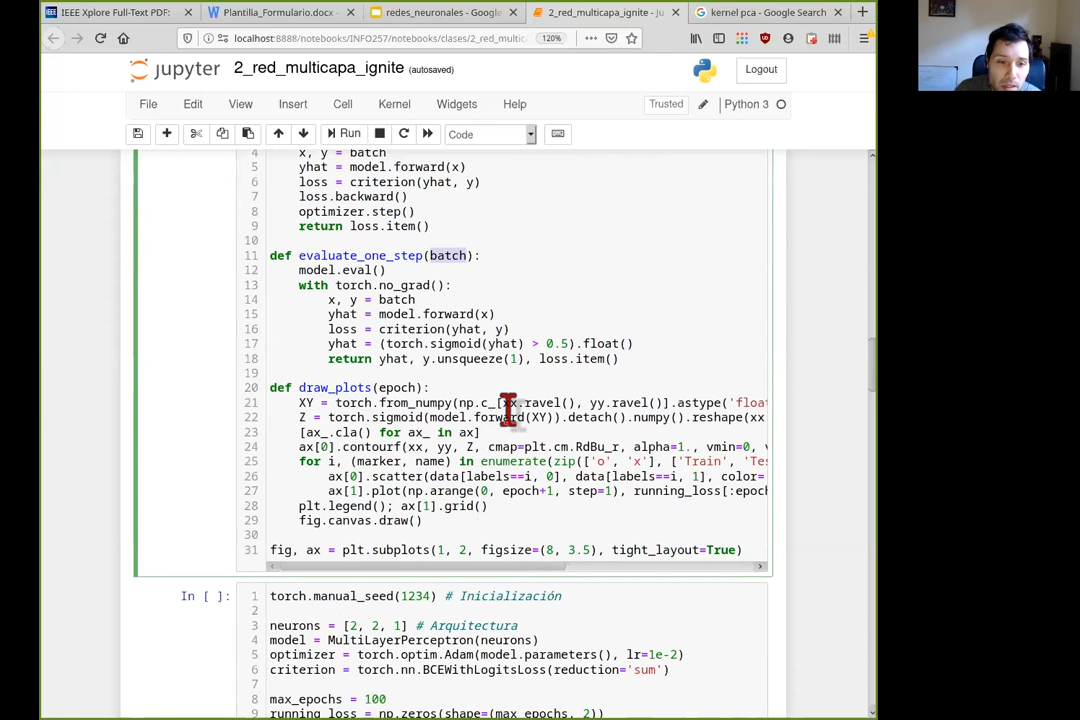 IEEE Xplore Full-Text PDF:
Plantilla_Formulario.docx -
redes_neuronales - Google
2_red_multicapa_ignite - Ju
kernel pca - Google Search
localhost:8888/notebooks/INFO257/notebooks/clases/2_red_multic
120%
jupyter 2_red_multicapa_ignite (autosaved)
Logout
File Edit View Insert Cell Kernel Widgets Help
Trusted
Python 3
Run
Code
4 x, y = batch
5 yhat = model.forward(x)
6 loss = criterion(yhat, y)
7 loss.backward()
8 optimizer.step()
9 return loss.item()
10
11 def evaluate_one_step(batch):
12 model.eval()
13 with torch.no_grad():
14 x, y = batch
15 yhat = model.forward(x)
16 loss = criterion(yhat, y)
17 yhat = (torch.sigmoid(yhat) > 0.5).float()
18 return yhat, y.unsqueeze(1), loss.item()
19
20 def draw_plots(epoch):
21 XY = torch.from_numpy(np.c_[xx.ravel(), yy.ravel()].astype('float
22 Z = torch.sigmoid(model.forward(XY)).detach().numpy().reshape(xx
23 [ax_.cla() for ax_ in ax]
24 ax[0].contourf(xx, yy, Z, cmap=plt.cm.RdBu_r, alpha=1., vmin=0,
25 for i, (marker, name) in enumerate(zip(['o', 'x'], ['Train', 'Tes
26 ax[0].scatter(data[labels==i, 0], data[labels==i, 1], color=
27 ax[1].plot(np.arange(0, epoch+1, step=1), running_loss[:epoch
28 plt.legend(); ax[1].grid()
29 fig.canvas.draw()
30
31 fig, ax = plt.subplots(1, 2, figsize=(8, 3.5), tight_layout=True)
In [ ]:
1 torch.manual_seed(1234) # Inicialización
2
3 neurons = [2, 2, 1] # Arquitectura
4 model = MultiLayerPerceptron(neurons)
5 optimizer = torch.optim.Adam(model.parameters(), lr=1e-2)
6 criterion = torch.nn.BCEWithLogitsLoss(reduction='sum')
7
8 max_epochs = 100
9 running_loss = np.zeros(shape=(max_epochs, 2))